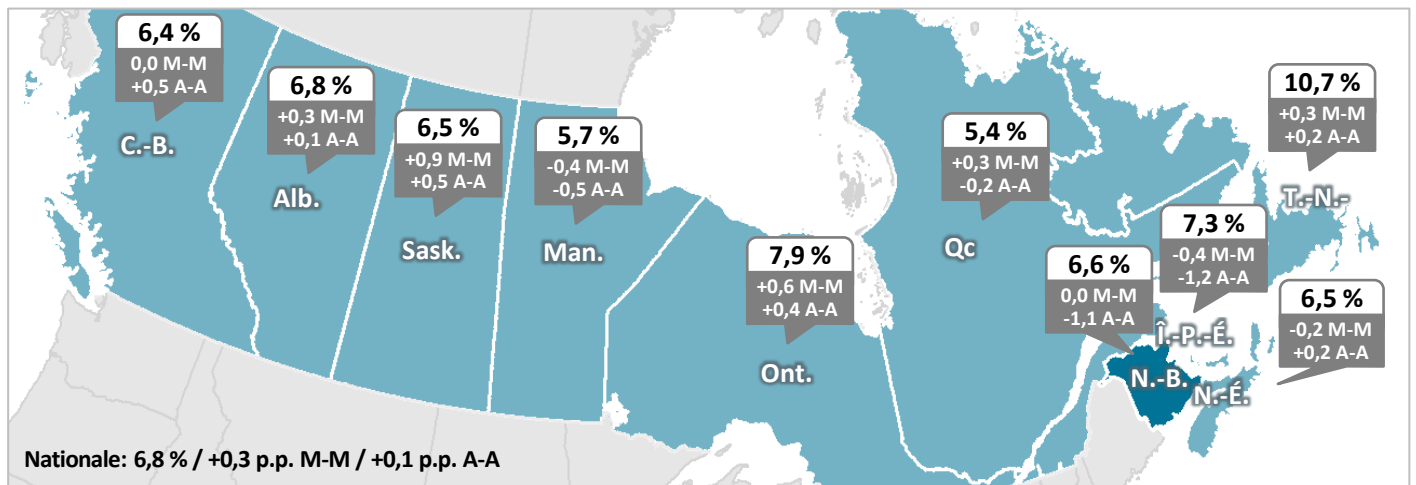 6,4 %
0,0 M-M
+0,5 A-A
C.-B.
6,8 %
+0,3 M-M
+0,1 A-A
Alb.
6,5 %
+0,9 M-M
+0,5 A-A
Sask.
5,7 %
-0,4 M-M
-0,5 A-A
Man.
7,9 %
+0,6 M-M
+0,4 A-A
Ont.
5,4 %
+0,3 M-M
-0,2 A-A
Qc
10,7 %
+0,3 M-M
+0,2 A-A
T.-N.-
7,3 %
-0,4 M-M
-1,2 A-A
Î.-P.-É.
6,6 %
0,0 M-M
-1,1 A-A
N.-B.
6,5 %
-0,2 M-M
+0,2 A-A
N.-É.
Nationale: 6,8 % / +0,3 p.p. M-M / +0,1 p.p. A-A